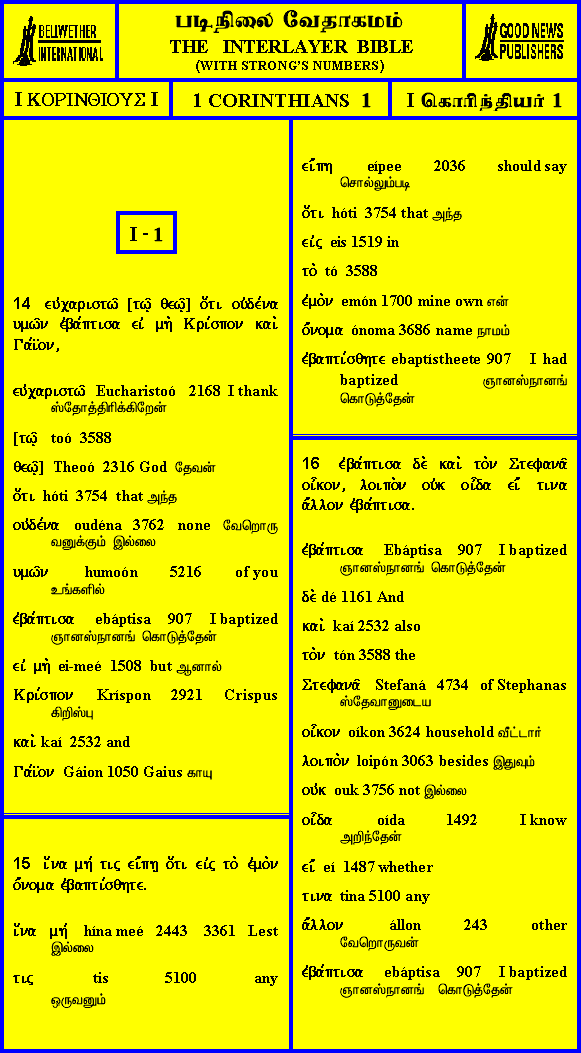 BELLWETHER
INTERNATIONAL
படிநிலை வேதாகமம்
THE INTERLAYER BIBLE
(WITH STRONG'S NUMBERS)
GOOD NEWS
PUBLISHERS
I ΚΟΡΙΝΘΙΟΥΣ I
1 CORINTHIANS 1
I கொரிந்தியர் 1
I - 1
14 εὐχαριστῶ [τῷ θεῷ] ὅτι οὐδένα
υμῶν ἐβάπτισα εἰ μὴ Κρίσπον καὶ
Γάϊον,
εὐχαριστῶ Eucharistoó 2168 I thank
ஸ்தோத்திரிக்கிறேன்
[τῷ toó 3588
θεῷ] Theoó 2316 God தேவன்
ὅτι hóti 3754 that அந்த
οὐδένα oudéna 3762 none வேறொரு
வனுக்கும் இல்லை
υμῶν humoón 5216 of you
உங்களில்
ἐβάπτισα ebáptisa 907 I baptized
ஞானஸ்நானங் கொடுத்தேன்
εἰ μὴ ei-meé 1508 but ஆனால்
Κρίσπον Kríspon 2921 Crispus
கிறிஸ்பு
καὶ kaí 2532 and
Γάϊον Gáion 1050 Gaius காயு
15 ἵνα μή τις εἴπῃ ὅτι εἰς τὸ ἐμὸν
ὄνομα ἐβαπτίσθητε.
ἵνα μή hína meé 2443 3361 Lest
இல்லை
τις tis 5100 any
ஒருவனும்
εἴπῃ eípee 2036 should say
சொல்லும்படி
ὅτι hóti 3754 that அந்த
εἰς eis 1519 in
τὸ tó 3588
ἐμὸν emón 1700 mine own என்
ὄνομα ónoma 3686 name நாமம்
ἐβαπτίσθητε ebaptístheete 907 I had
baptized ஞானஸ்நானங்
கொடுத்தேன்
16 ἐβάπτισα δὲ καὶ τὸν Στεφανᾶ
οἶκον, λοιπὸν οὐκ οἶδα εἴ τινα
ἄλλον ἐβάπτισα.
ἐβάπτισα Ebáptisa 907 I baptized
ஞானஸ்நானங் கொடுத்தேன்
δὲ dé 1161 And
καὶ kaí 2532 also
τὸν tón 3588 the
Στεφανᾶ Stefaná 4734 of Stephanas
ஸ்தேவானுடைய
οἶκον oíkon 3624 household வீட்டார்
λοιπὸν loipón 3063 besides இதுவும்
οὐκ ouk 3756 not இல்லை
οἶδα oída 1492 I know
அறிந்தேன்
εἴ eí 1487 whether
τινα tina 5100 any
ἄλλον állon 243 other
வேறொருவன்
ἐβάπτισα ebáptisa 907 I baptized
ஞானஸ்நானங் கொடுத்தேன்